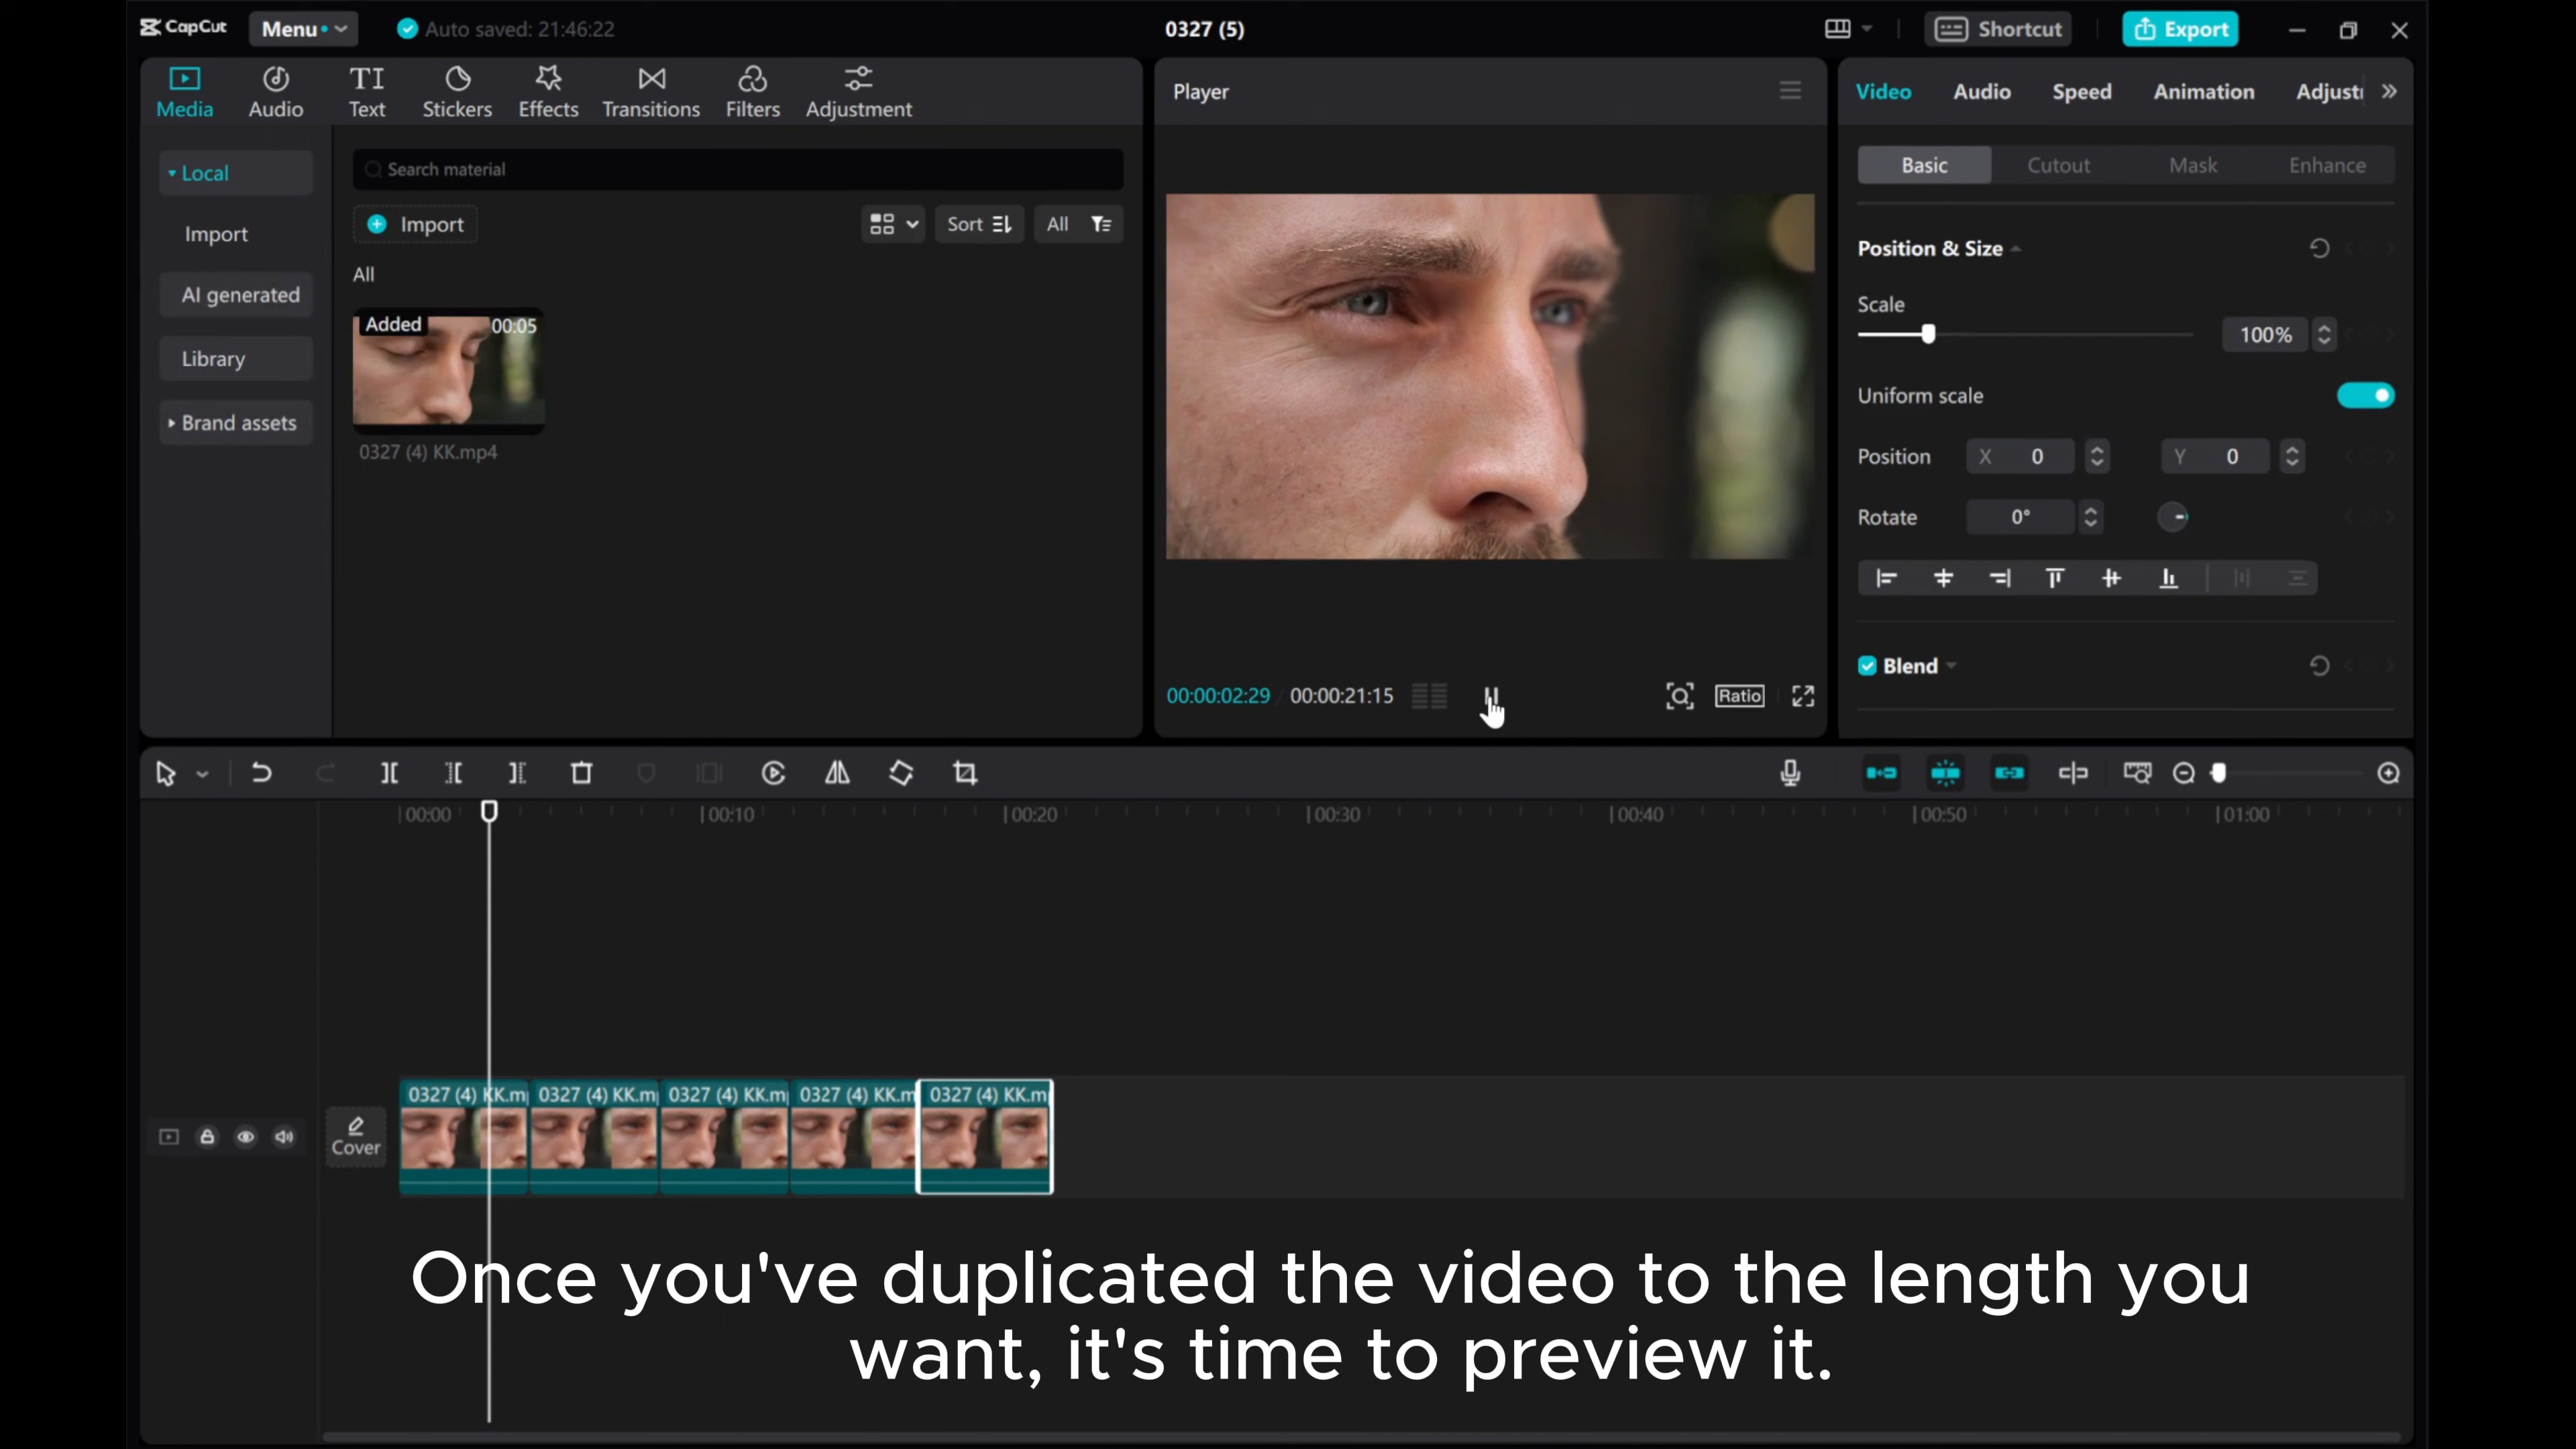 CapCut
Menu
Auto saved: 21:46:22
0327 (5)
Shortcut
Export
Media
Audio
TI
Text
Stickers
Effects
Transitions
Filters
Adjustment
Local
Import
AI generated
Library
Brand assets
Search material
Import
Sort
All
All
Added
00:05
0327 (4) KK.mp4
Player
00:00:02:29
00:00:21:15
Ratio
Video
Audio
Speed
Animation
Adjust
Basic
Cutout
Mask
Enhance
Position & Size
Scale
100%
Uniform scale
Position
X 0
Y 0
Rotate
0°
Blend
00:00
00:10
00:20
00:30
00:40
00:50
01:00
Cover
0327 (4) KK.m
0327 (4) KK.m
0327 (4) KK.m
0327 (4) KK.m
0327 (4) KK.m
Once you've duplicated the video to the length you
want, it's time to preview it.